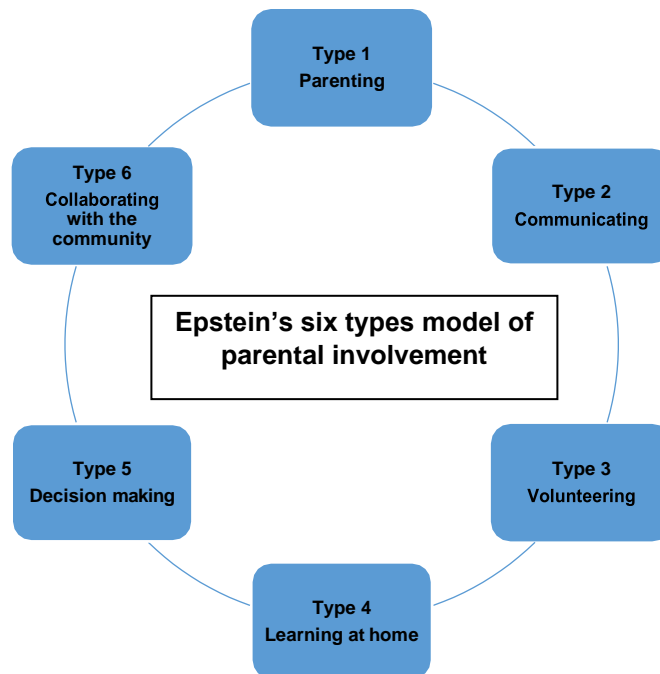 Type 1
Parenting
Type 2
Communicating
Type 3
Volunteering
Type 4
Learning at home
Type 5
Decision making
Type 6
Collaborating
with the
community
Epstein’s six types model of
parental involvement